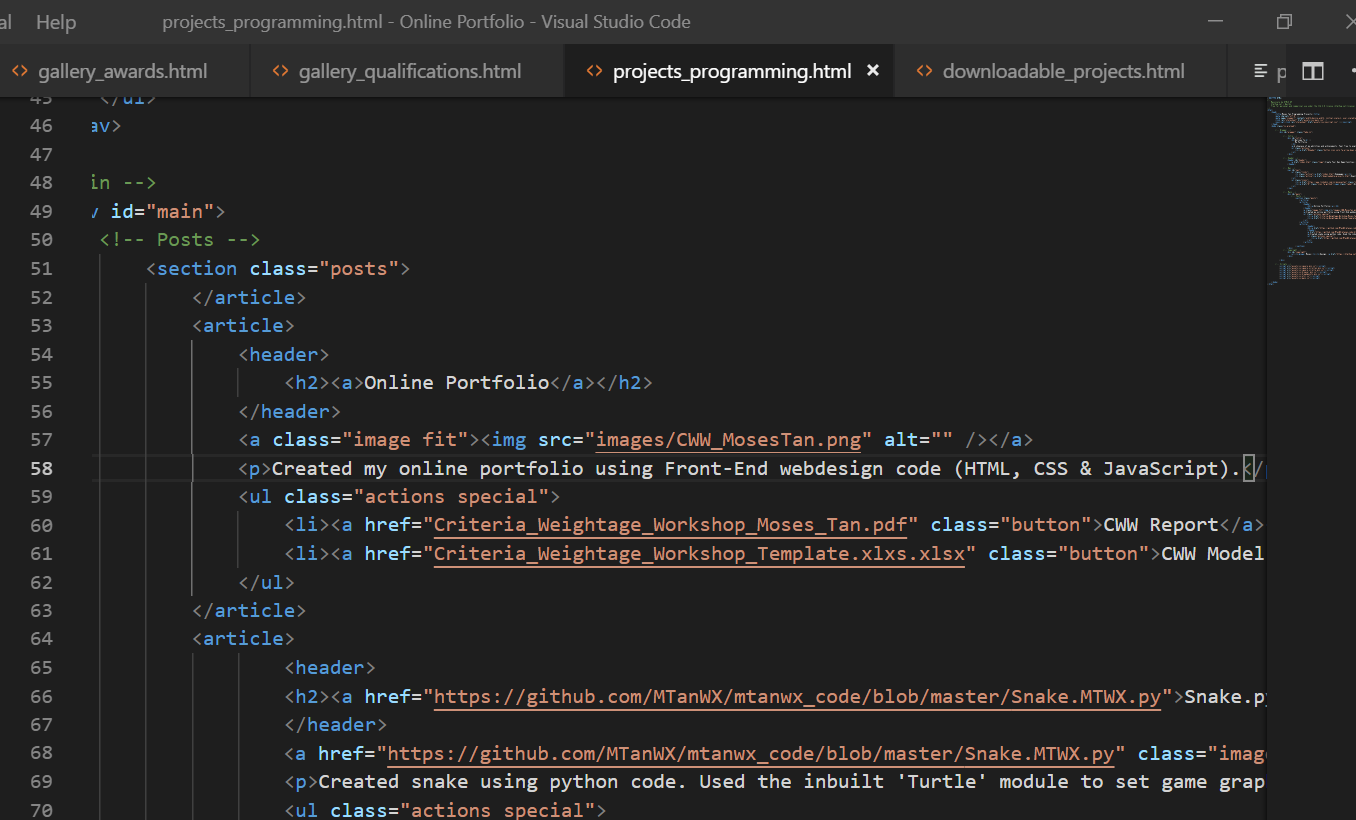 al Help projects_programming.html - Online Portfolio - Visual Studio Code
gallery_awards.html gallery_qualifications.html projects_programming.html downloadable_projects.html p
45 </ul>
46 av>
47
48 in -->
49 v id="main">
50 <!-- Posts -->
51 <section class="posts">
52 </article>
53 <article>
54 <header>
55 <h2><a>Online Portfolio</a></h2>
56 </header>
57 <a class="image fit"><img src="images/CWW_MosesTan.png" alt="" /></a>
58 <p>Created my online portfolio using Front-End webdesign code (HTML, CSS & JavaScript).</p
59 <ul class="actions special">
60 <li><a href="Criteria_Weightage_Workshop_Moses_Tan.pdf" class="button">CWW Report</a>
61 <li><a href="Criteria_Weightage_Workshop_Template.xlxs.xlsx" class="button">CWW Model
62 </ul>
63 </article>
64 <article>
65 <header>
66 <h2><a href="https://github.com/MTanWX/mtanwx_code/blob/master/Snake.MTWX.py">Snake.py
67 </header>
68 <a href="https://github.com/MTanWX/mtanwx_code/blob/master/Snake.MTWX.py" class="image
69 <p>Created snake using python code. Used the inbuilt 'Turtle' module to set game grap
70 <ul class="actions special">